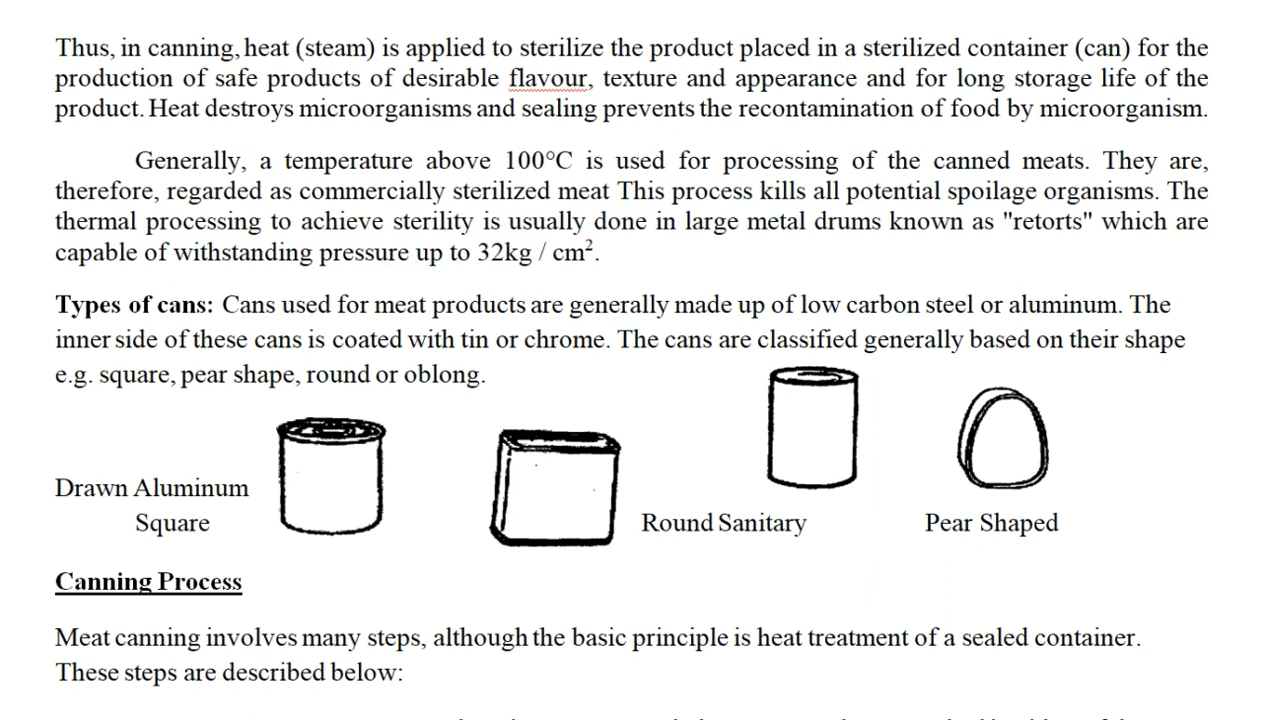 Thus, in canning, heat (steam) is applied to sterilize the product placed in a sterilized container (can) for the
production of safe products of desirable flavour, texture and appearance and for long storage life of the
product. Heat destroys microorganisms and sealing prevents the recontamination of food by microorganism.
Generally, a temperature above 100°C is used for processing of the canned meats. They are,
therefore, regarded as commercially sterilized meat This process kills all potential spoilage organisms. The
thermal processing to achieve sterility is usually done in large metal drums known as "retorts" which are
capable of withstanding pressure up to 32kg / cm².
Types of cans: Cans used for meat products are generally made up of low carbon steel or aluminum. The
inner side of these cans is coated with tin or chrome. The cans are classified generally based on their shape
e.g. square, pear shape, round or oblong.
Drawn Aluminum
Square Round Sanitary Pear Shaped
Canning Process
Meat canning involves many steps, although the basic principle is heat treatment of a sealed container.
These steps are described below: